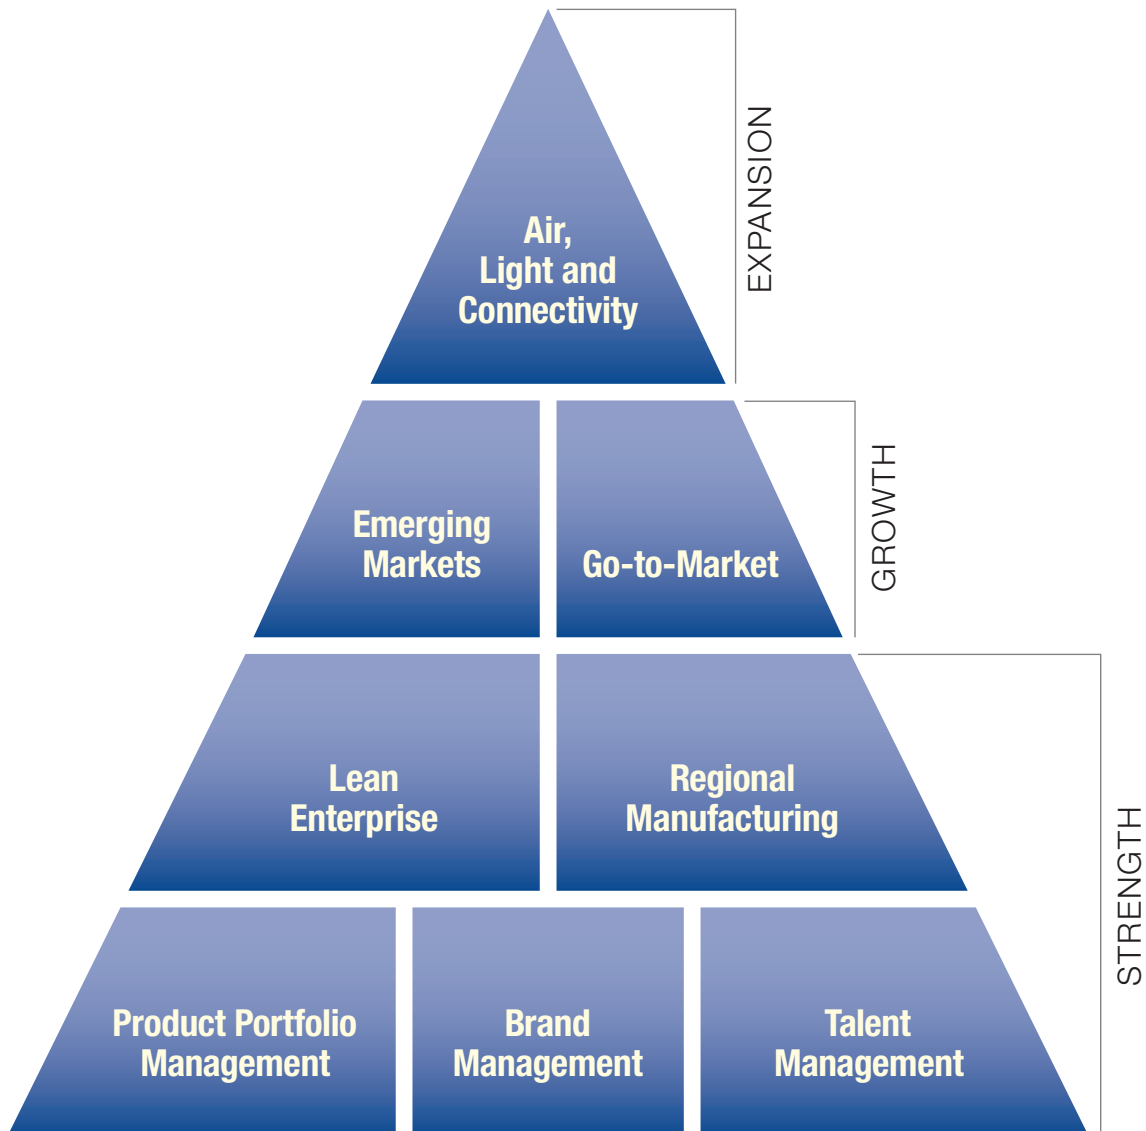 Air,
Light and
Connectivity
EXPANSION
Emerging
Markets
Go-to-Market
GROWTH
Lean
Enterprise
Regional
Manufacturing
Product Portfolio
Management
Brand
Management
Talent
Management
STRENGTH